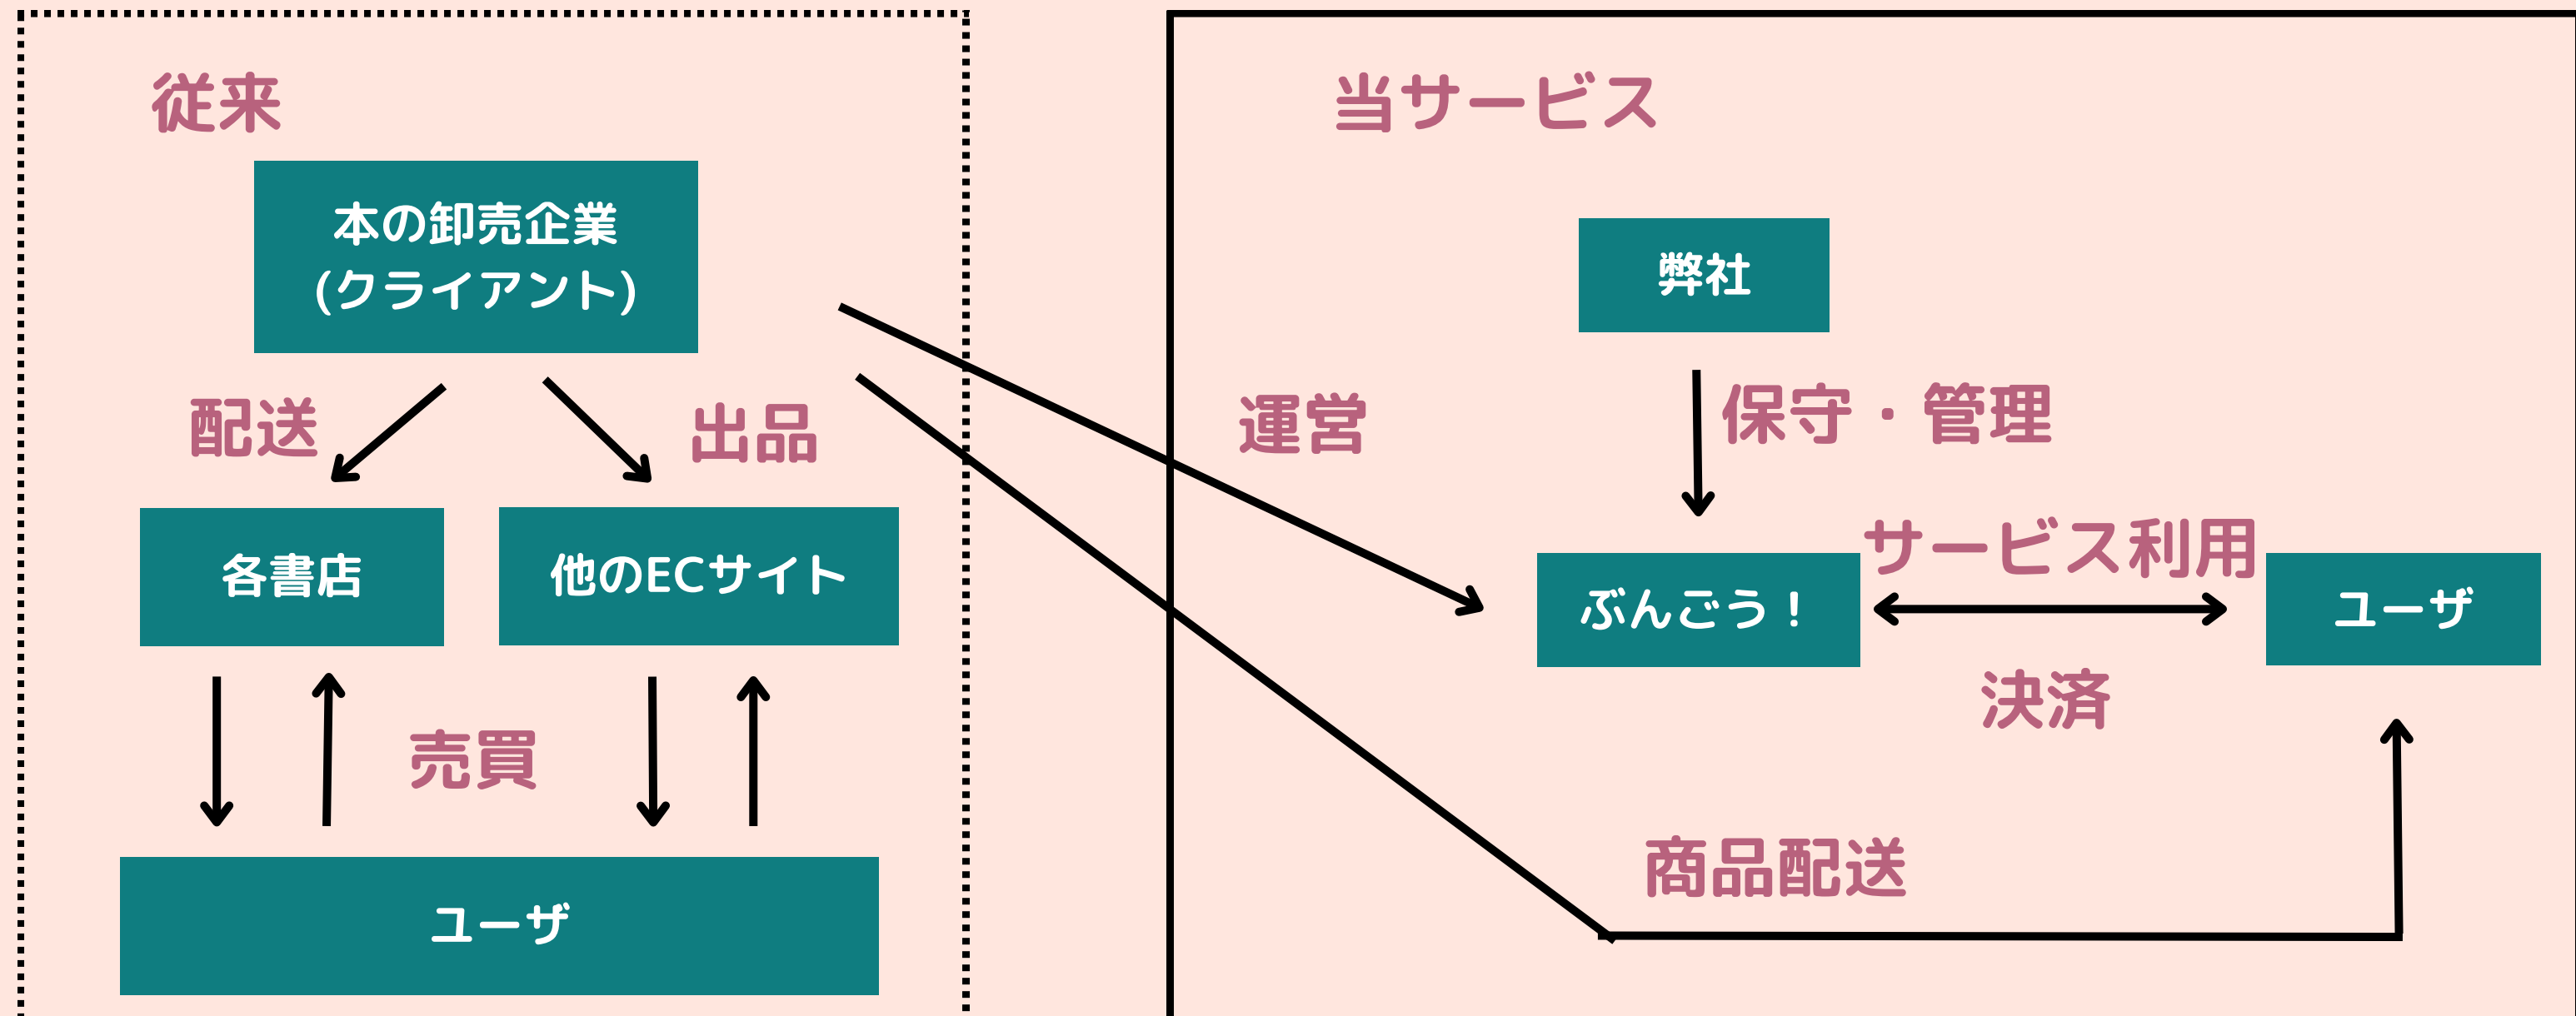 従来
本の卸売企業
(クライアント)
配送
出品
各書店
他のECサイト
売買
ユーザ
当サービス
弊社
運営
保守・管理
サービス利用
ぶんごう！
ユーザ
決済
商品配送